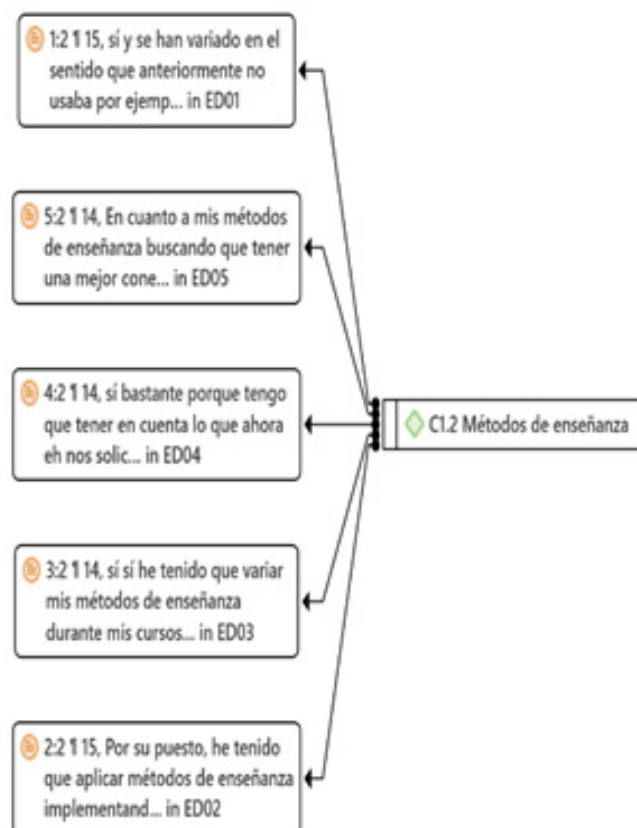 1:2 ¶ 15, sí y se han variado en el
sentido que anteriormente no
usaba por ejemp... in ED01
5:2 ¶ 14, En cuanto a mis métodos
de enseñanza buscando que tener
una mejor cone... in ED05
4:2 ¶ 14, sí bastante porque tengo
que tener en cuenta lo que ahora
eh nos solic... in ED04
C1.2 Métodos de enseñanza
3:2 ¶ 14, sí sí he tenido que variar
mis métodos de enseñanza
durante mis cursos... in ED03
2:2 ¶ 15, Por su puesto, he tenido
que aplicar métodos de enseñanza
implementand... in ED02